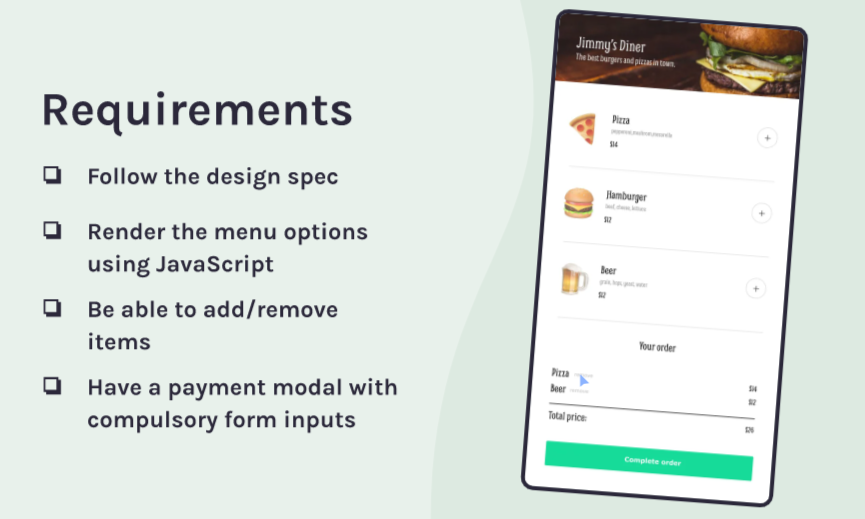 Requirements
Follow the design spec
Render the menu options
using JavaScript
Be able to add/remove
items
Have a payment modal with
compulsory form inputs
Jimmy's Diner
The best burgers and pizzas in town.
Pizza
pepperoni, mushroom, mozarella
$14
+
Hamburger
beef, cheese, lettuce
$12
+
Beer
grain, hops, yeast, water
$12
+
Your order
Pizza
$14
Beer
$12
Total price:
$26
Complete order